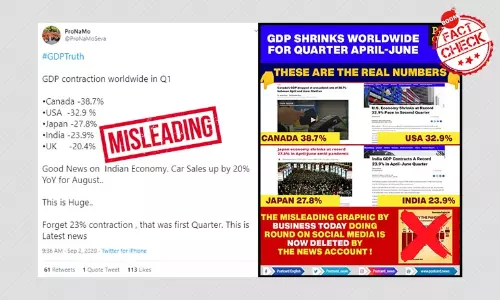 ProNaMo
@ProNaMoSeva
#GDPTruth
GDP contraction worldwide in Q1
•Canada -38.7%
•USA -32.9 %
•Japan -27.8%
•India -23.9%
•UK -20.4%
MISLEADING
Good News on Indian Economy. Car Sales up by 20%
YoY for August..
This is Huge..
Forget 23% contraction , that was first Quarter. This is
Latest news
9:36 AM · Sep 2, 2020 · Twitter for iPhone
61 Retweets 1 Quote Tweet 113 Likes
FACT
CHECK
GDP SHRINKS WORLDWIDE
FOR QUARTER APRIL-JUNE
THESE ARE THE REAL NUMBERS
U.S. Economy Shrinks at Record
32.9% Pace in Second Quarter
CANADA 38.7%
USA 32.9%
Japan economy shrinks at record
27.8% in April-June amid pandemic
India GDP Contracts A Record
23.9% in April-June Quarter
JAPAN 27.8%
INDIA 23.9%
THE MISLEADING GRAPHIC BY
BUSINESS TODAY DOING
ROUND ON SOCIAL MEDIA IS
NOW DELETED BY
THE NEWS ACCOUNT !